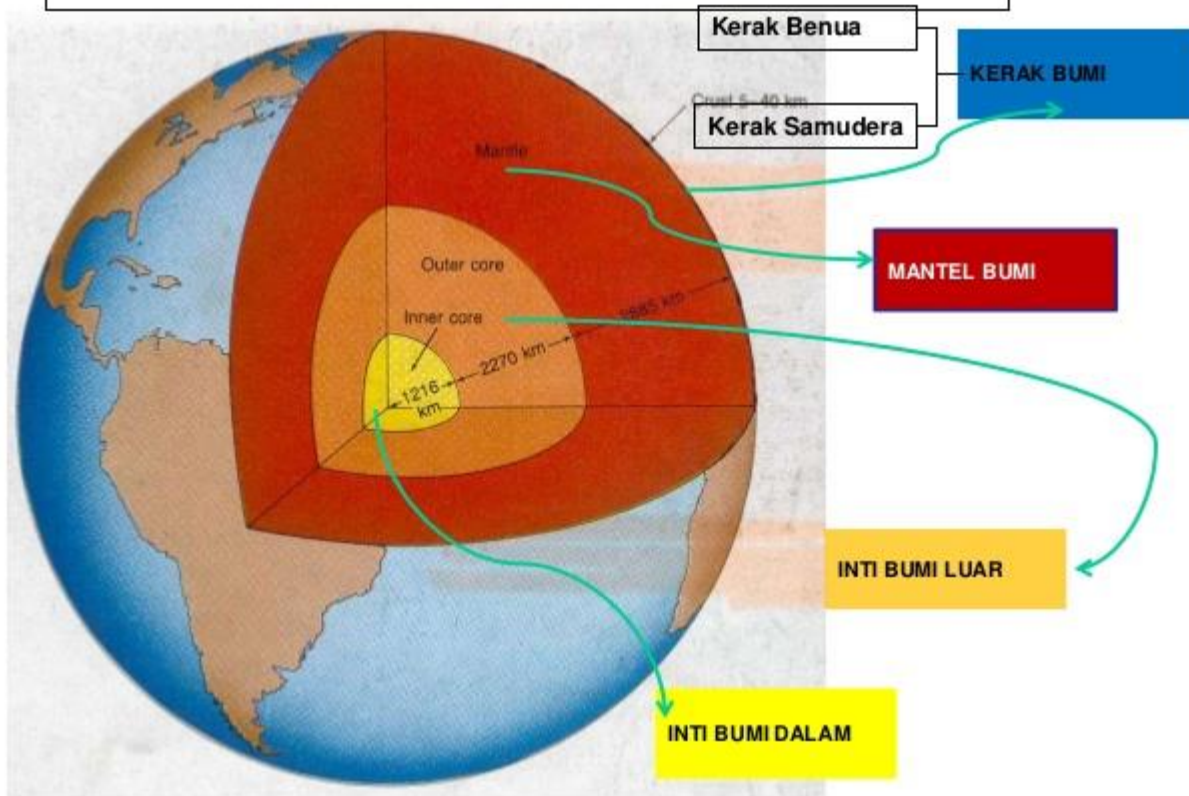 Kerak Benua
KERAK BUMI
Crust 5-40 km
Kerak Samudera
Mantle
MANTEL BUMI
Outer core
Inner core
2885 km
2270 km
1216
km
INTI BUMI LUAR
INTI BUMI DALAM